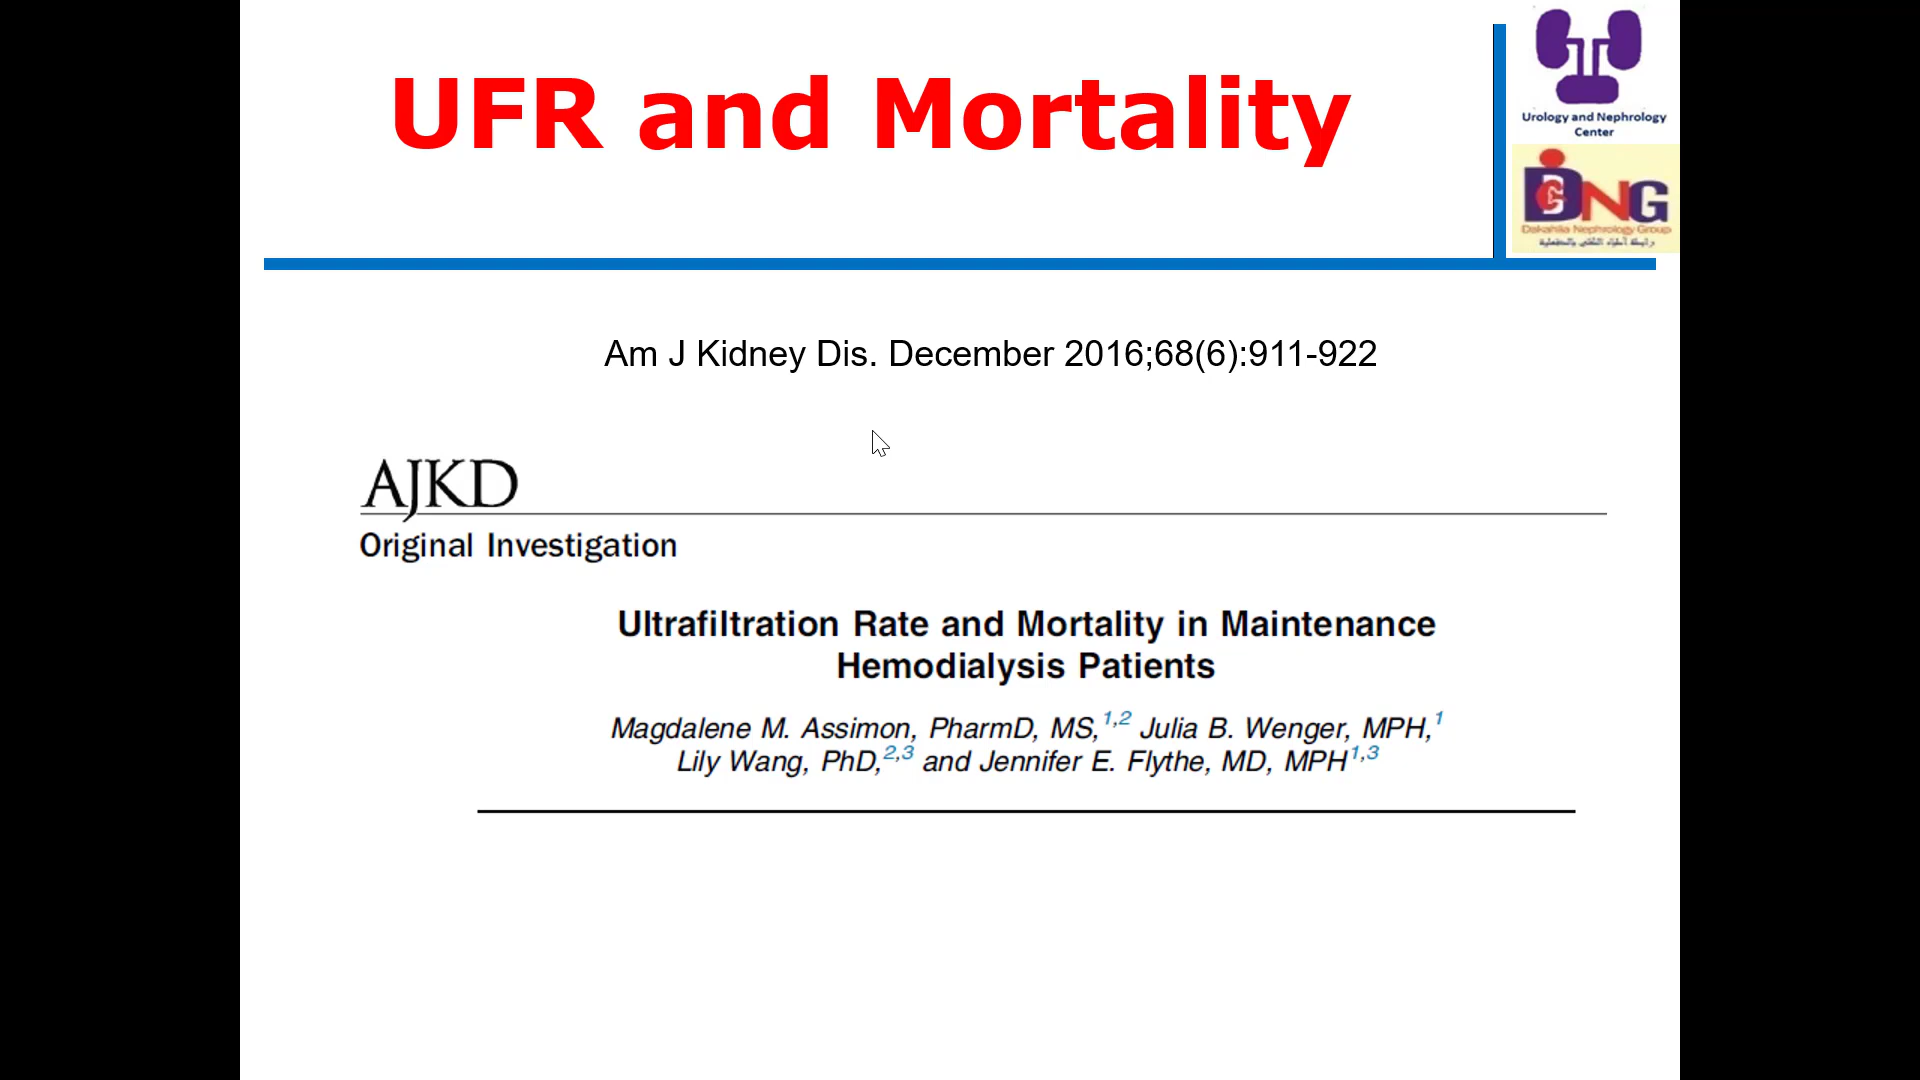 UFR and Mortality
Urology and Nephrology
Center
DNG
Dakahlia Nephrology Group
Am J Kidney Dis. December 2016;68(6):911-922
AJKD
Original Investigation
Ultrafiltration Rate and Mortality in Maintenance
Hemodialysis Patients
Magdalene M. Assimon, PharmD, MS,1,2 Julia B. Wenger, MPH,1
Lily Wang, PhD,2,3 and Jennifer E. Flythe, MD, MPH1,3